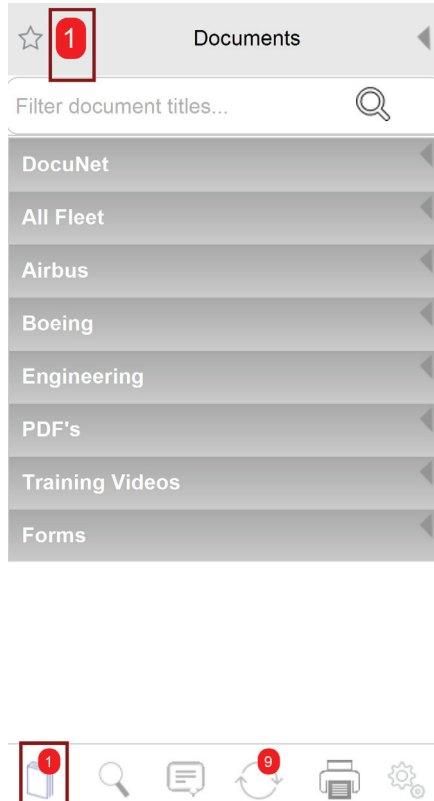 1 Documents
Filter document titles...
DocuNet
All Fleet
Airbus
Boeing
Engineering
PDF's
Training Videos
Forms
1 9